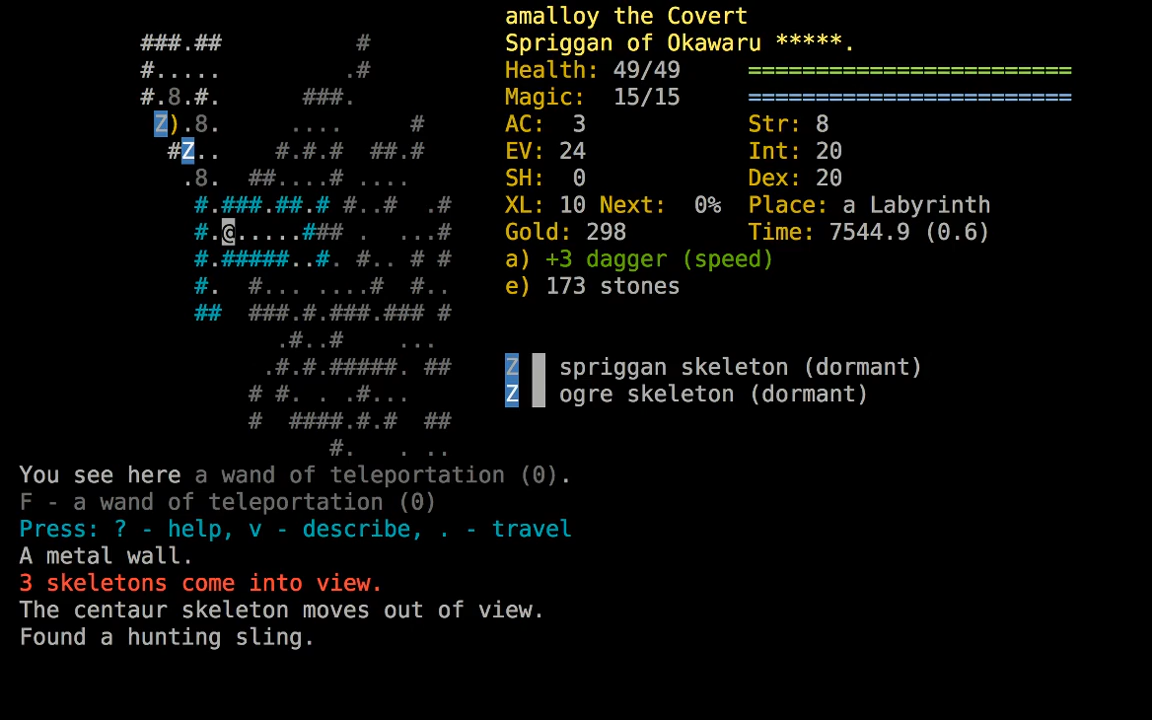 amalloy the Covert
Spriggan of Okawaru *****.
Health: 49/49 ========================
Magic: 15/15 ========================
AC: 3 Str: 8
EV: 24 Int: 20
SH: 0 Dex: 20
XL: 10 Next: 0% Place: a Labyrinth
Gold: 298 Time: 7544.9 (0.6)
a) +3 dagger (speed)
e) 173 stones
Z spriggan skeleton (dormant)
Z ogre skeleton (dormant)
###.## #
#..... .#
#.8.#. ###.
Z).8. .... #
#Z.. #.#.# ##.#
.8. ##....# ....
#.###.##.# #..# .#
#.@.....### . ...#
#.#####..#. #.. # #
#. #... ....# #..
## ###.#.###.### #
.#..# ...
.#.#.#####. ##
# #. . .#...
# ####.#.# ##
#. . ..
You see here a wand of teleportation (0).
F - a wand of teleportation (0)
Press: ? - help, v - describe, . - travel
A metal wall.
3 skeletons come into view.
The centaur skeleton moves out of view.
Found a hunting sling.